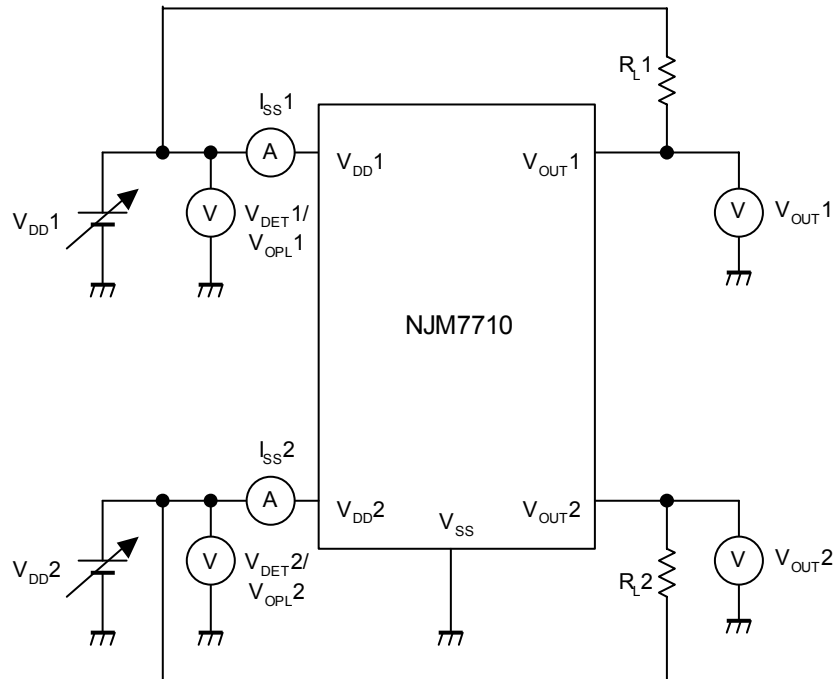 R_L1
I_SS1
A
V_DD1
V_OUT1
V_DD1
V
V_DET1/
V_OPL1
V
V_OUT1
NJM7710
I_SS2
A
V_DD2
V_SS
V_OUT2
V_DD2
V
V_DET2/
V_OPL2
R_L2
V
V_OUT2